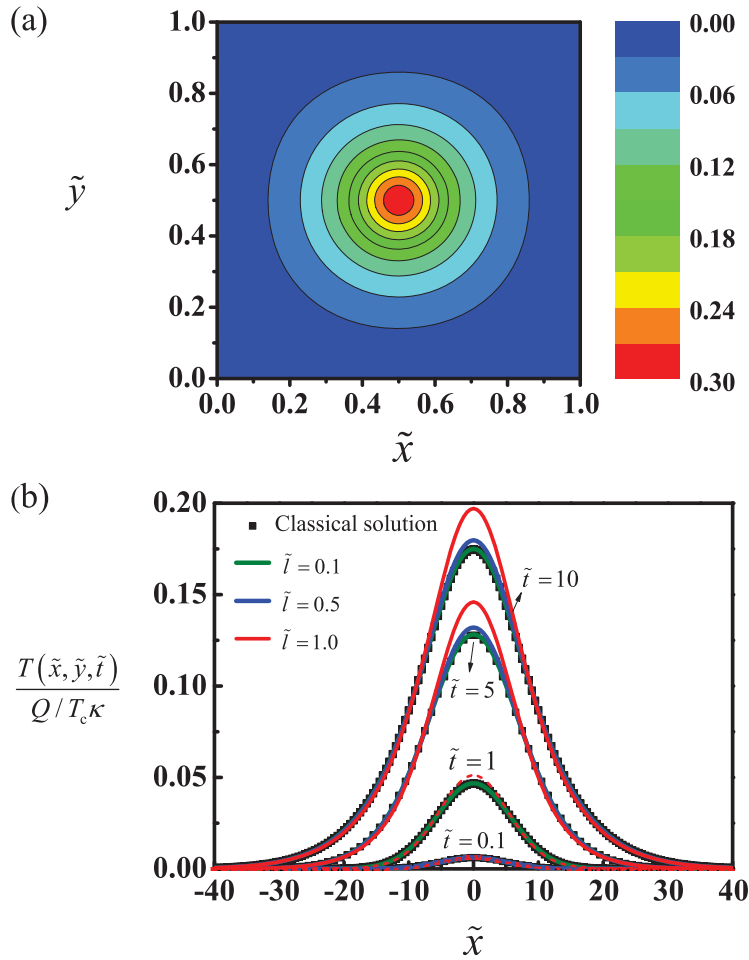 (a)
1.0
0.8
0.6
0.4
0.2
0.0
ỹ
0.0 0.2 0.4 0.6 0.8 1.0
x̃
0.00
0.06
0.12
0.18
0.24
0.30
(b)
0.20
0.15
0.10
0.05
0.00
T(x̃, ỹ, t̃)
Q / T_c κ
Classical solution
l̃ = 0.1
l̃ = 0.5
l̃ = 1.0
t̃ = 10
t̃ = 5
t̃ = 1
t̃ = 0.1
-40 -30 -20 -10 0 10 20 30 40
x̃